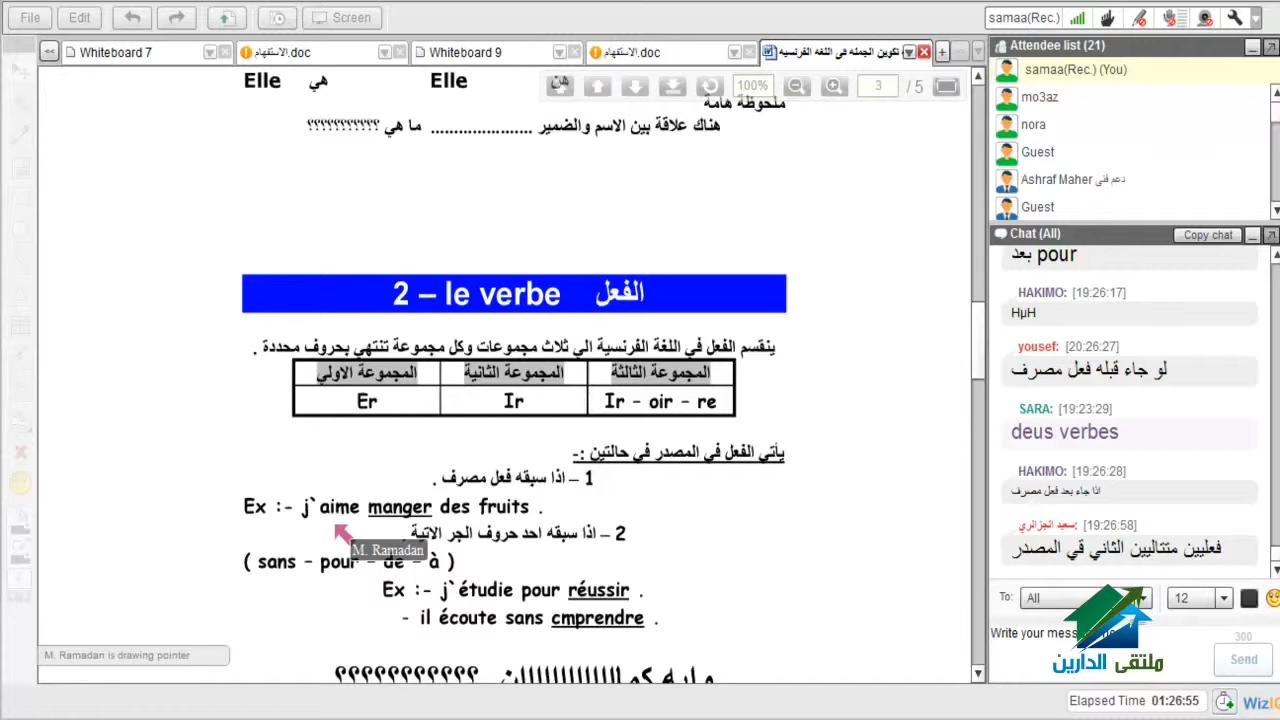 File Edit Screen
samaa(Rec.)
Whiteboard 7
الاستفهام.doc
Whiteboard 9
الاستفهام.doc
تكوين الجمله فى اللغه الفرنسيه
Elle هي Elle هن
100% 3 / 5
ملحوظة هامة
هناك علاقة بين الاسم والضمير ...................... ما هي ؟؟؟؟؟؟؟؟؟؟؟
2 – le verbe الفعل
ينقسم الفعل في اللغة الفرنسية الي ثلاث مجموعات وكل مجموعة تنتهي بحروف محددة .
المجموعة الاولي المجموعة الثانية المجموعة الثالثة
Er Ir Ir - oir - re
يأتي الفعل في المصدر في حالتين :-
1 – اذا سبقه فعل مصرف .
Ex :- j`aime manger des fruits .
2 – اذا سبقه احد حروف الجر الاتية .
M. Ramadan
( sans - pour - de - à )
Ex :- j`étudie pour réussir .
- il écoute sans cmprendre .
M. Ramadan is drawing pointer
Attendee list (21)
samaa(Rec.) (You)
mo3az
nora
Guest
Ashraf Maher دعم فنى
Guest
Chat (All) Copy chat
بعد pour
HAKIMO: [19:26:17]
HµH
yousef: [20:26:27]
لو جاء قبله فعل مصرف
SARA: [19:23:29]
deus verbes
HAKIMO: [19:26:28]
اذا جاء بعد فعل مصرف
سعيد الجزائري: [19:26:58]
فعليين متتاليين الثاني قي المصدر
To: All 12
Write your mess
300
Send
ملتقى الدارين
Elapsed Time 01:26:55
WizI